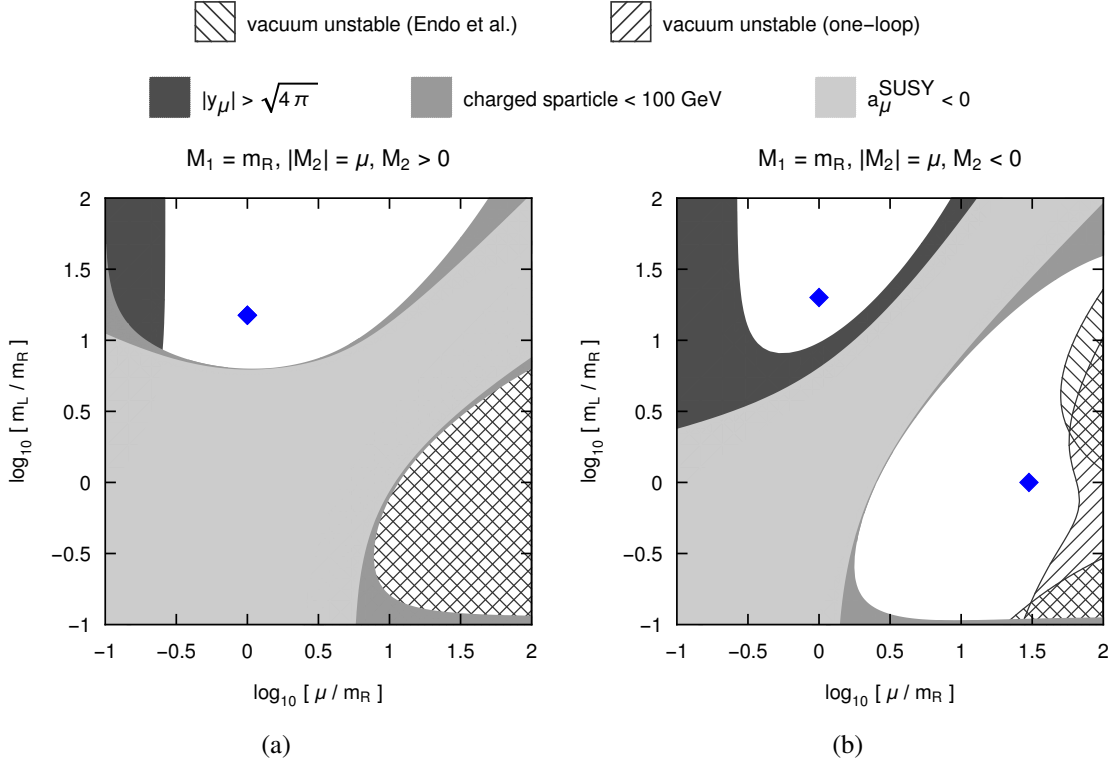 vacuum unstable (Endo et al.) vacuum unstable (one-loop)
|yμ| > √4 π charged sparticle < 100 GeV aμ^SUSY < 0
M1 = mR, |M2| = μ, M2 > 0 M1 = mR, |M2| = μ, M2 < 0
2 2
1.5 1.5
1 1
0.5 0.5
0 0
−0.5 −0.5
−1 −1
log10 [ mL / mR ] log10 [ mL / mR ]
−1 −0.5 0 0.5 1 1.5 2 −1 −0.5 0 0.5 1 1.5 2
log10 [ μ / mR ] log10 [ μ / mR ]
(a) (b)